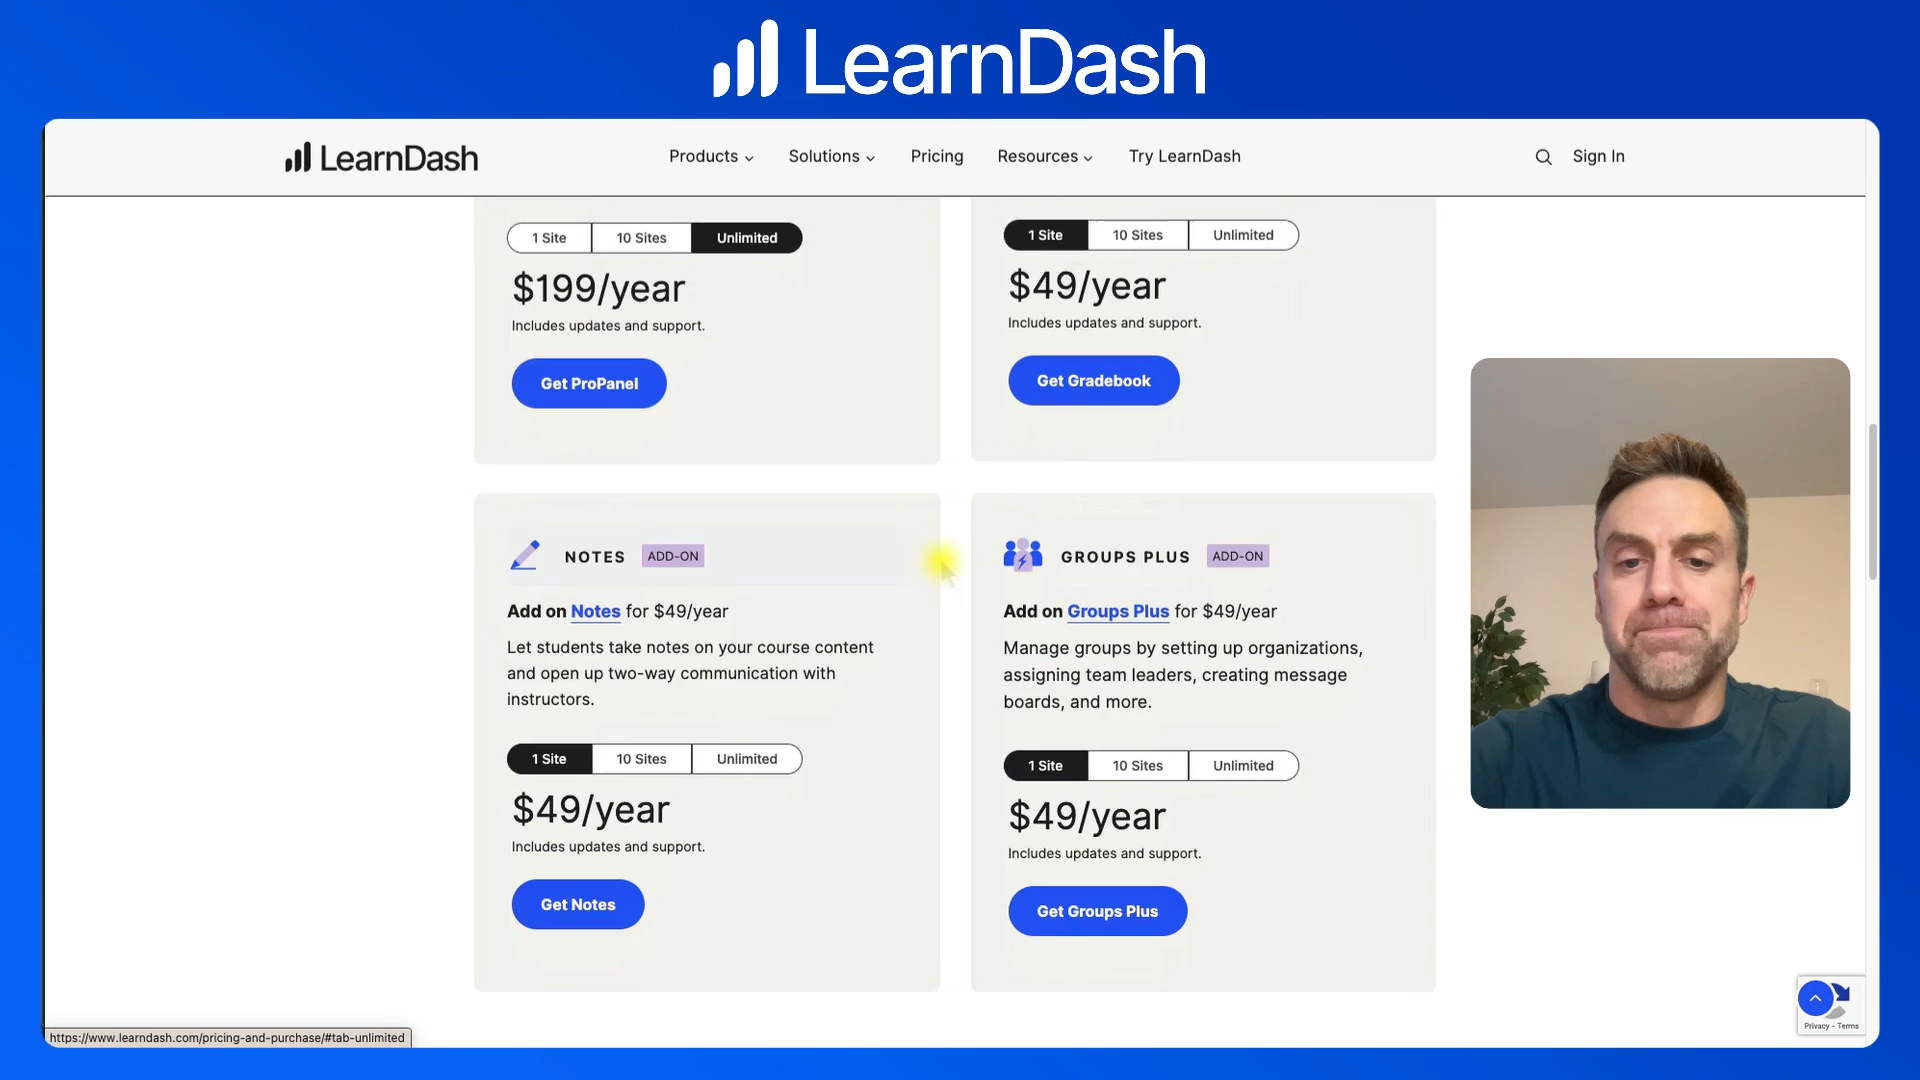 LearnDash
LearnDash
Products
Solutions
Pricing
Resources
Try LearnDash
Sign In
1 Site
10 Sites
Unlimited
$199/year
Includes updates and support.
Get ProPanel
1 Site
10 Sites
Unlimited
$49/year
Includes updates and support.
Get Gradebook
NOTES
ADD-ON
Add on Notes for $49/year
Let students take notes on your course content
and open up two-way communication with
instructors.
1 Site
10 Sites
Unlimited
$49/year
Includes updates and support.
Get Notes
GROUPS PLUS
ADD-ON
Add on Groups Plus for $49/year
Manage groups by setting up organizations,
assigning team leaders, creating message
boards, and more.
1 Site
10 Sites
Unlimited
$49/year
Includes updates and support.
Get Groups Plus
Privacy - Terms
https://www.learndash.com/pricing-and-purchase/#tab-unlimited